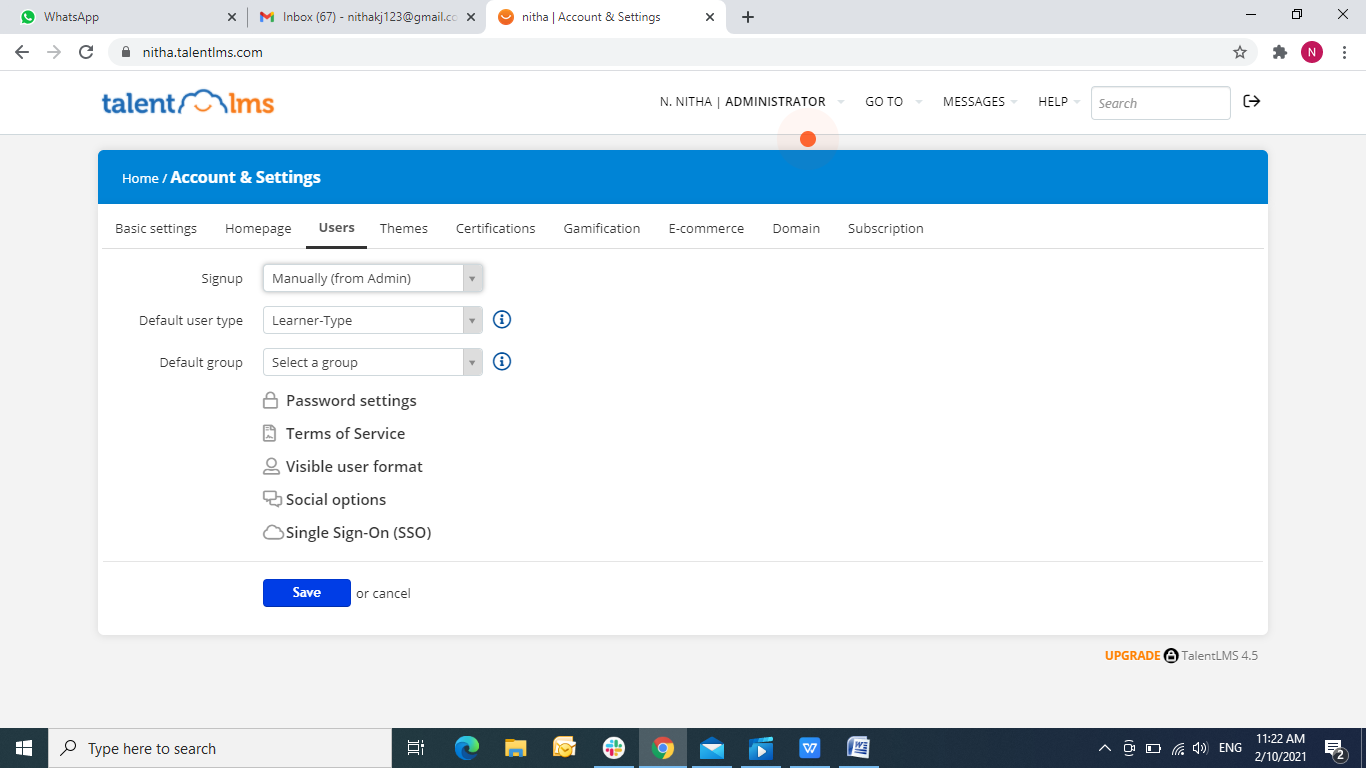 WhatsApp
Inbox (67) - nithakj123@gmail.co
nitha | Account & Settings
nitha.talentlms.com
N
talentlms
N. NITHA | ADMINISTRATOR
GO TO
MESSAGES
HELP
Search
Home / Account & Settings
Basic settings
Homepage
Users
Themes
Certifications
Gamification
E-commerce
Domain
Subscription
Signup
Manually (from Admin)
Default user type
Learner-Type
Default group
Select a group
Password settings
Terms of Service
Visible user format
Social options
Single Sign-On (SSO)
Save
or cancel
UPGRADE TalentLMS 4.5
Type here to search
ENG
11:22 AM
2/10/2021
2